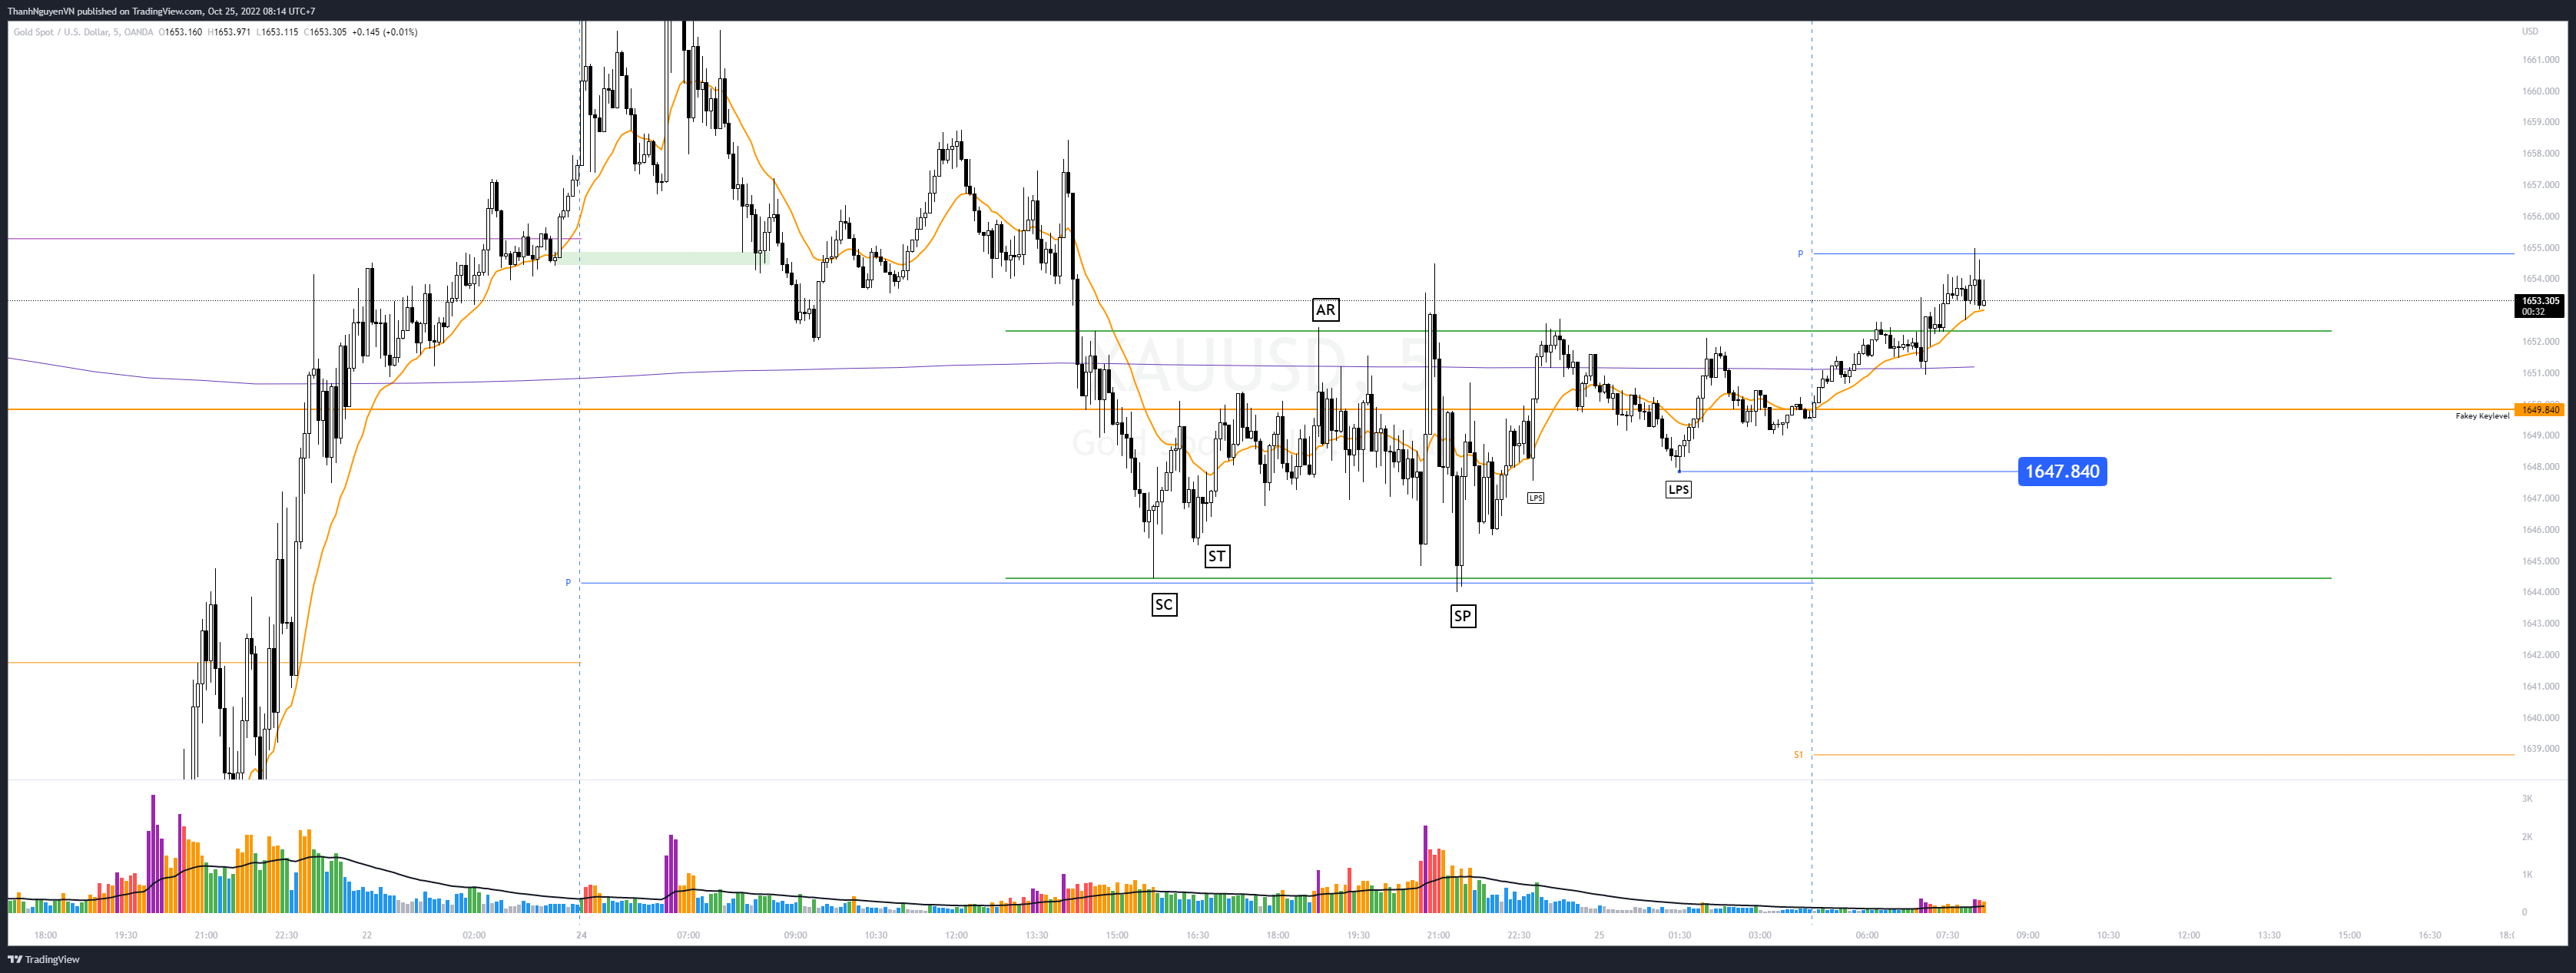 ThanhNguyenVN published on TradingView.com, Oct 25, 2022 08:14 UTC+7
Gold Spot / U.S. Dollar, 5, OANDA O1653.160 H1653.971 L1653.115 C1653.305 +0.145 (+0.01%)
USD
1661.000
1660.000
1659.000
1658.000
1657.000
1656.000
1655.000
P
1654.000
1653.305
00:32
AR
1652.000
XAUUSD, 5
1651.000
1649.840
Fakey Keylevel
1649.000
1648.000
1647.840
LPS
LPS
1647.000
1646.000
ST
1645.000
P
1644.000
SC
SP
1643.000
1642.000
1641.000
1640.000
1639.000
S1
3K
2K
1K
0
18:00 19:30 21:00 22:30 22 02:00 24 07:00 09:00 10:30 12:00 13:30 15:00 16:30 18:00 19:30 21:00 22:30 25 01:30 03:00 06:00 07:30 09:00 10:30 12:00 13:30 15:00 16:30
TradingView